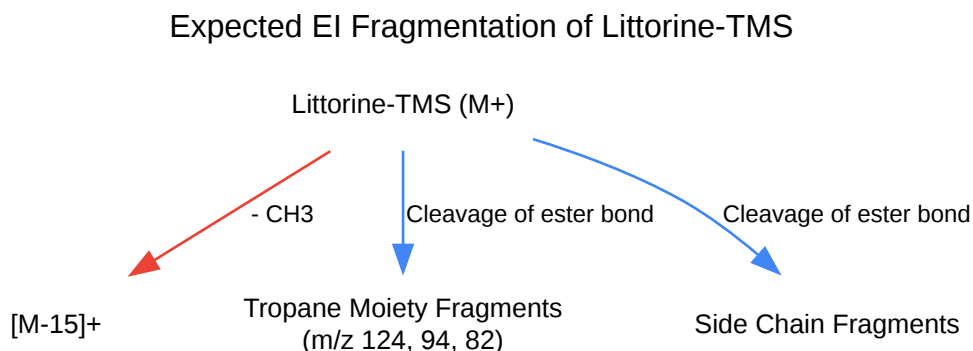 Expected EI Fragmentation of Littorine-TMS
Littorine-TMS (M+)
- CH3
Cleavage of ester bond
Cleavage of ester bond
[M-15]+
Tropane Moiety Fragments
(m/z 124, 94, 82)
Side Chain Fragments